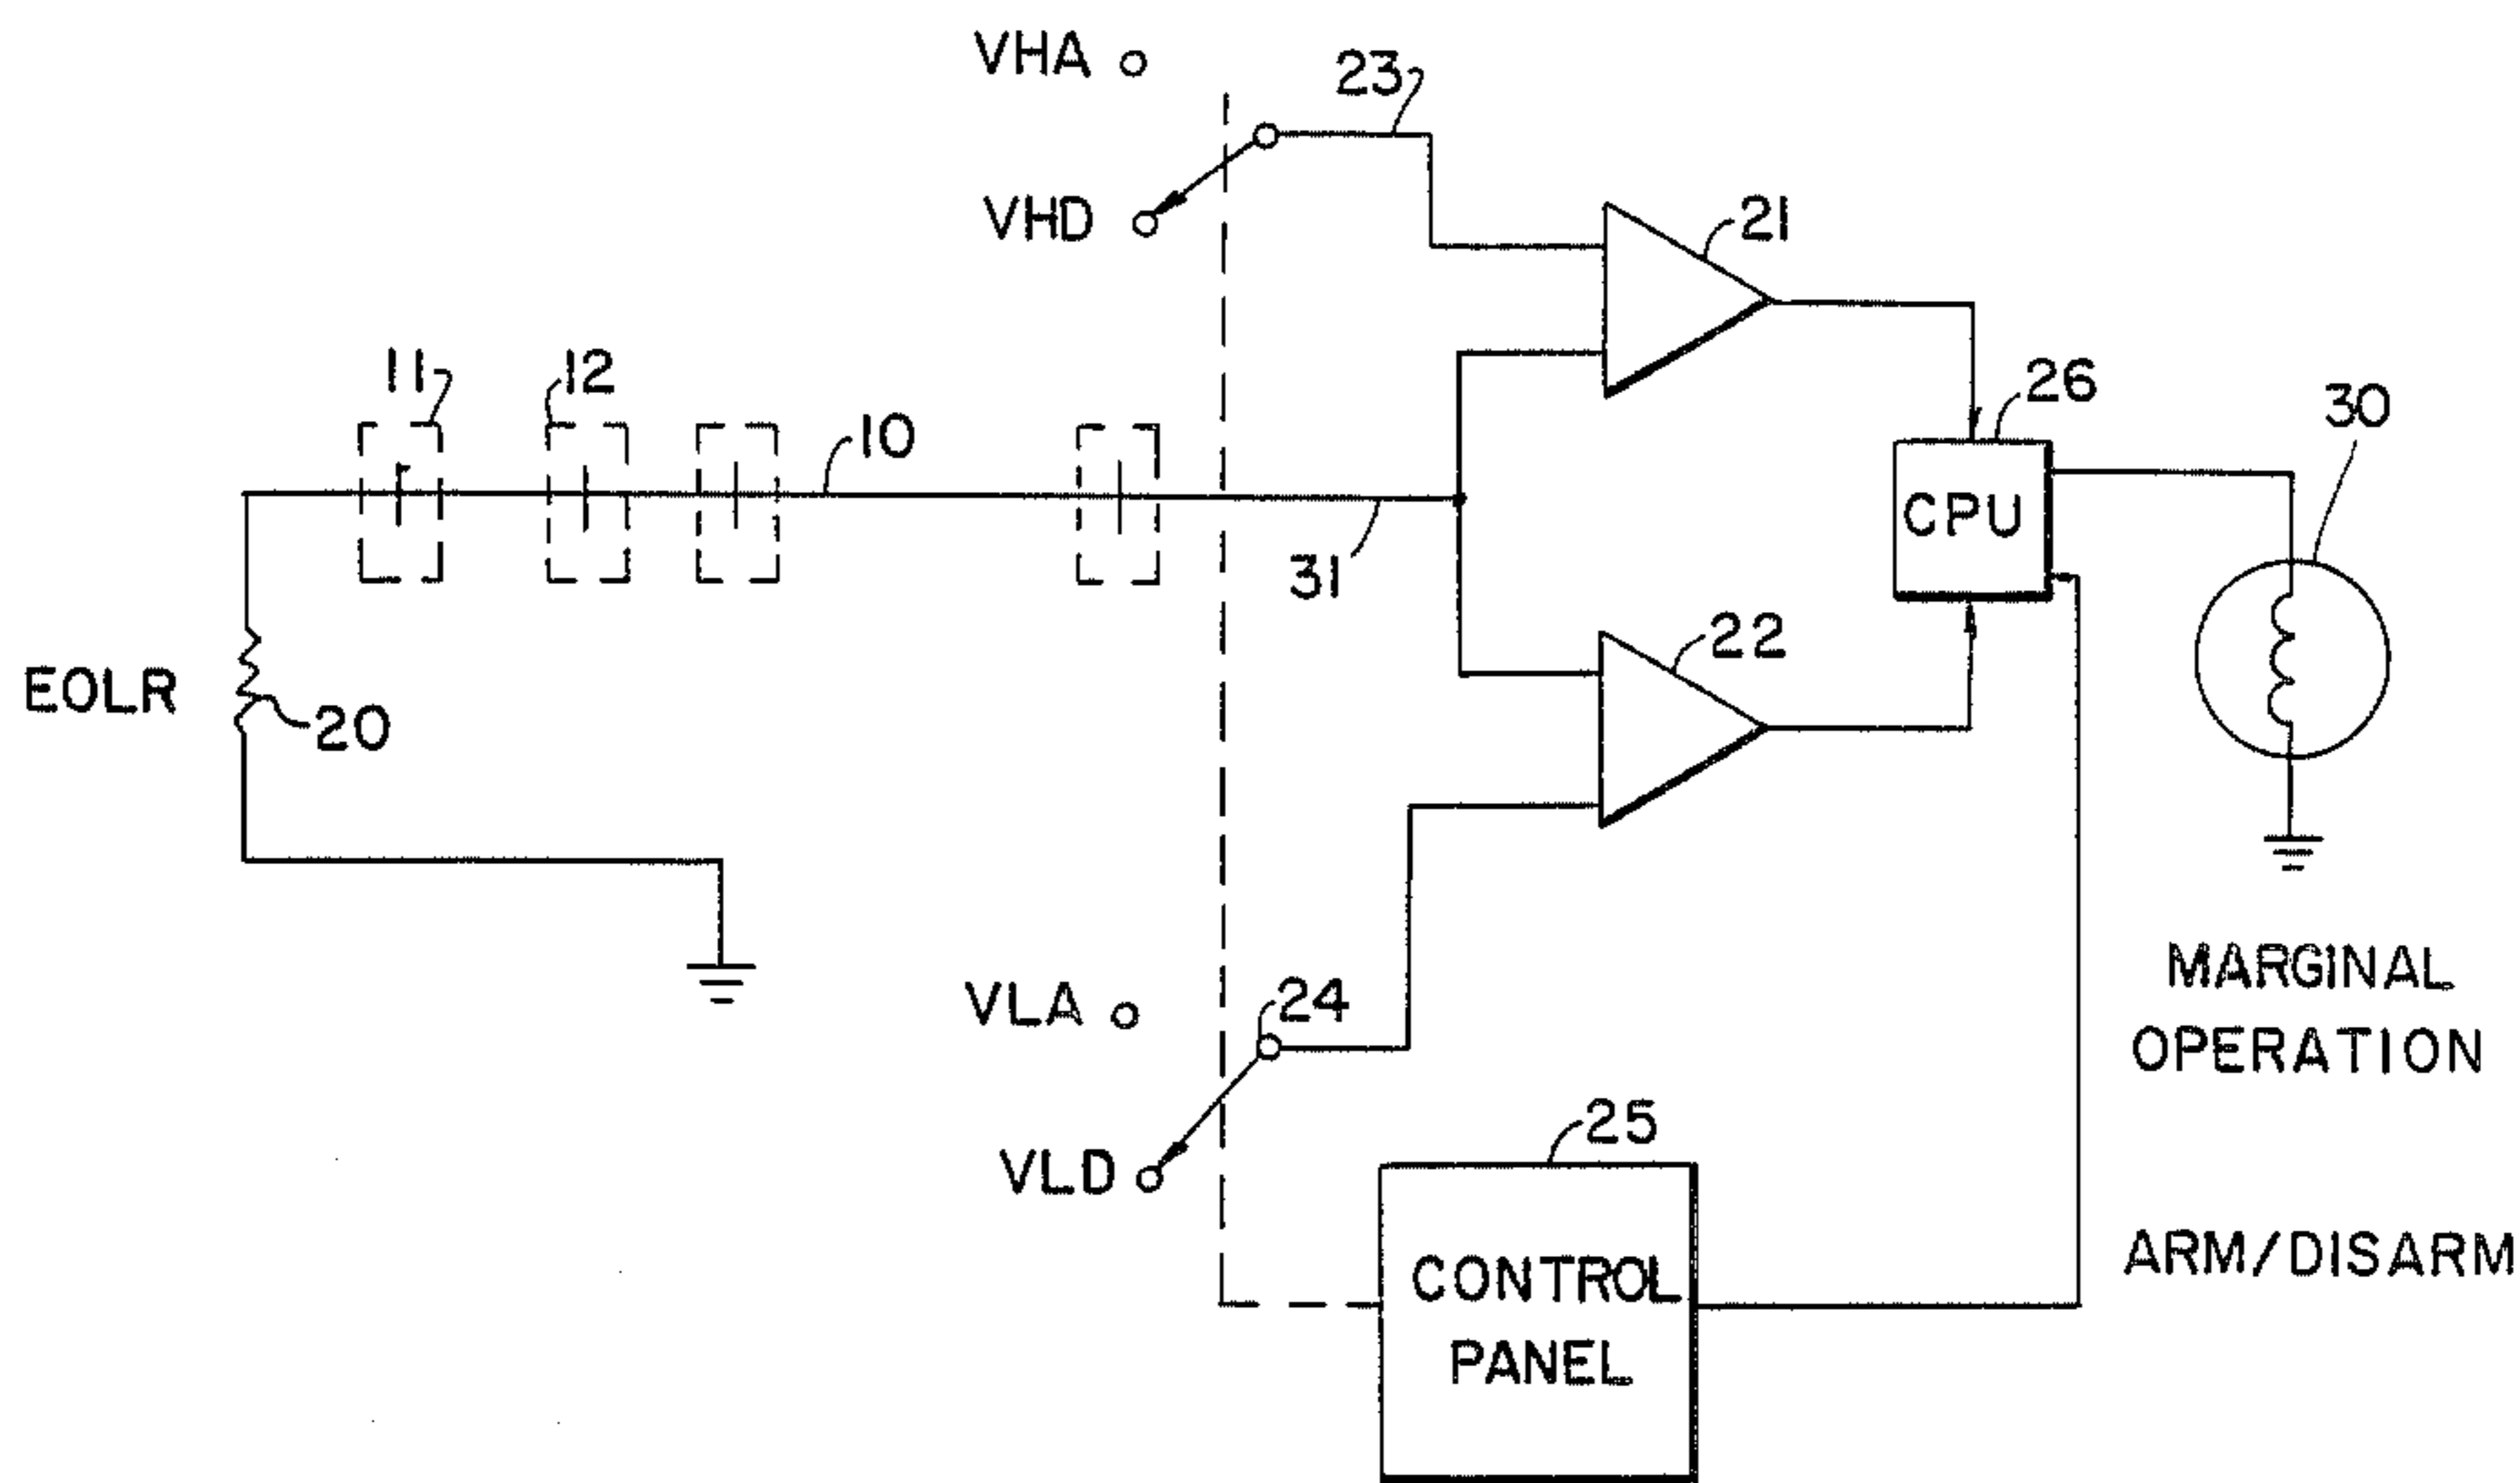 VHA
23
VHD
21
11
12
10
26
30
CPU
31
22
EOLR
20
MARGINAL
OPERATION
VLA
24
25
VLD
CONTROL
PANEL
ARM/DISARM